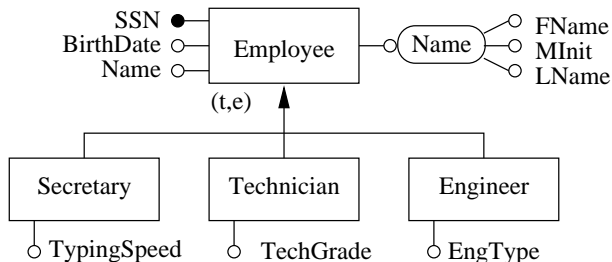 SSN
BirthDate
Name
Employee
Name
FName
MInit
LName
(t,e)
Secretary
Technician
Engineer
TypingSpeed
TechGrade
EngType